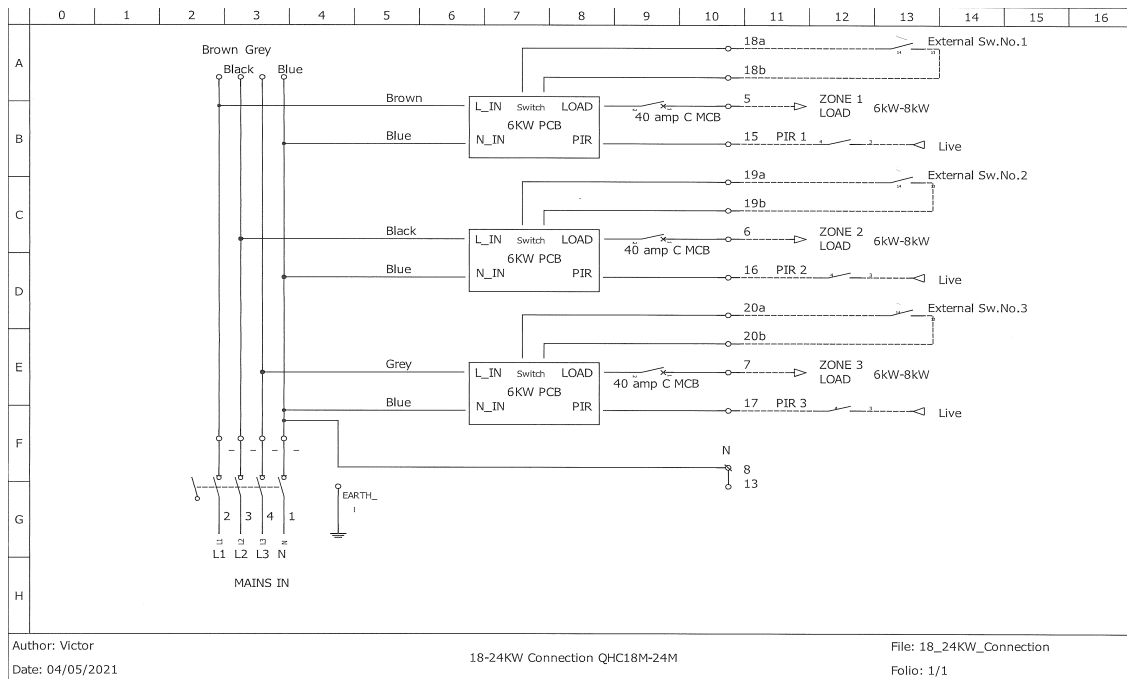 0 1 2 3 4 5 6 7 8 9 10 11 12 13 14 15 16
A
B
C
D
E
F
G
H
Brown Grey
Black Blue
18a External Sw.No.1
18b
Brown L_IN Switch LOAD 5 ZONE 1 6kW-8kW
40 amp C MCB LOAD
6KW PCB
Blue N_IN PIR 15 PIR 1 Live
19a External Sw.No.2
19b
Black L_IN Switch LOAD 6 ZONE 2 6kW-8kW
40 amp C MCB LOAD
6KW PCB
Blue N_IN PIR 16 PIR 2 Live
20a External Sw.No.3
20b
Grey L_IN Switch LOAD 7 ZONE 3 6kW-8kW
40 amp C MCB LOAD
6KW PCB
Blue N_IN PIR 17 PIR 3 Live
N
8
13
EARTH_
2 3 4 1
L1 L2 L3 N
L1 L2 L3 N
MAINS IN
Author: Victor
Date: 04/05/2021
18-24KW Connection QHC18M-24M
File: 18_24KW_Connection
Folio: 1/1